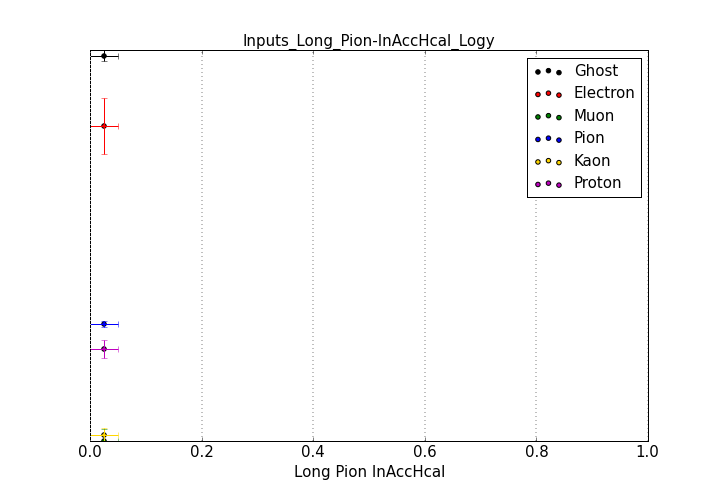 Inputs_Long_Pion-InAccHcal_Logy
Ghost
Electron
Muon
Pion
Kaon
Proton
0.0 0.2 0.4 0.6 0.8 1.0
Long Pion InAccHcal